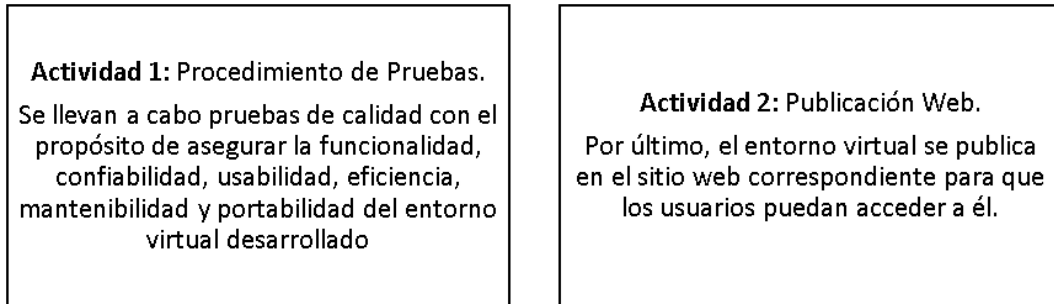 Actividad 1: Procedimiento de Pruebas.
Se llevan a cabo pruebas de calidad con el
propósito de asegurar la funcionalidad,
confiabilidad, usabilidad, eficiencia,
mantenibilidad y portabilidad del entorno
virtual desarrollado
Actividad 2: Publicación Web.
Por último, el entorno virtual se publica
en el sitio web correspondiente para que
los usuarios puedan acceder a él.